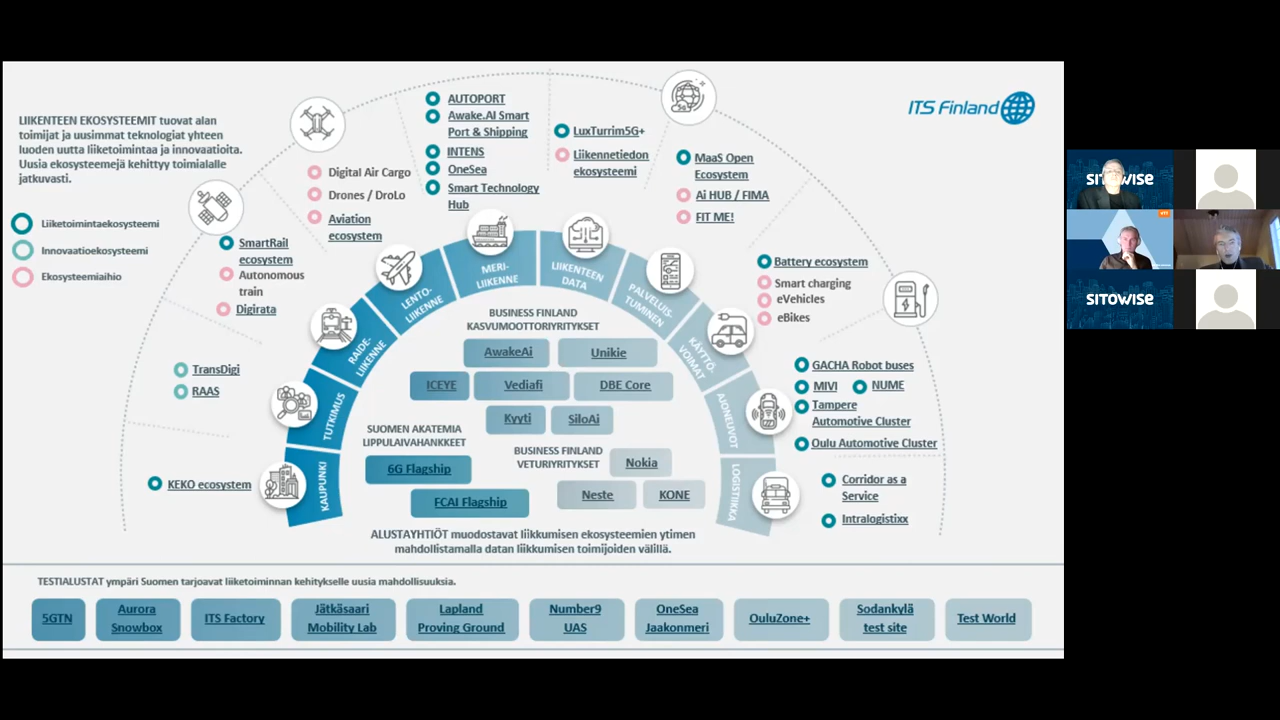 LIIKENTEEN EKOSYSTEEMIT tuovat alan
toimijat ja uusimmat teknologiat yhteen
luoden uutta liiketoimintaa ja innovaatioita.
Uusia ekosysteemejä kehittyy toimialalle
jatkuvasti.
Liiketoimintaekosysteemi
Innovaatioekosysteemi
Ekosysteemiaihio
ITS Finland
KEKO ecosystem
TransDigi
RAAS
SmartRail
ecosystem
Autonomous
train
Digirata
Digital Air Cargo
Drones / DroLo
Aviation
ecosystem
AUTOPORT
Awake.AI Smart
Port & Shipping
INTENS
OneSea
Smart Technology
Hub
LuxTurrim5G+
Liikennetiedon
ekosysteemi
MaaS Open
Ecosystem
Ai HUB / FIMA
FIT ME!
Battery ecosystem
Smart charging
eVehicles
eBikes
GACHA Robot buses
MIVI
NUME
Tampere
Automotive Cluster
Oulu Automotive Cluster
Corridor as a
Service
Intralogistixx
KAUPUNKI
TUTKIMUS
RAIDE-
LIIKENNE
LENTO-
LIIKENNE
MERI-
LIIKENNE
LIIKENTEEN
DATA
PALVELUIS-
TUMINEN
KÄYTTÖ-
VOIMAT
AJONEUVOT
LOGISTIIKKA
BUSINESS FINLAND
KASVUMOOTTORIYRITYKSET
AwakeAi
Unikie
ICEYE
Vediafi
DBE Core
Kyyti
SiloAi
SUOMEN AKATEMIA
LIPPULAIVAHANKKEET
6G Flagship
FCAI Flagship
BUSINESS FINLAND
VETURIYRITYKSET
Nokia
Neste
KONE
ALUSTAYHTIÖT muodostavat liikkumisen ekosysteemien ytimen
mahdollistamalla datan liikkumisen toimijoiden välillä.
TESTIALUSTAT ympäri Suomen tarjoavat liiketoiminnan kehitykselle uusia mahdollisuuksia.
5GTN
Aurora
Snowbox
ITS Factory
Jätkäsaari
Mobility Lab
Lapland
Proving Ground
Number9
UAS
OneSea
Jaakonmeri
OuluZone+
Sodankylä
test site
Test World
SITOWISE
SITOWISE